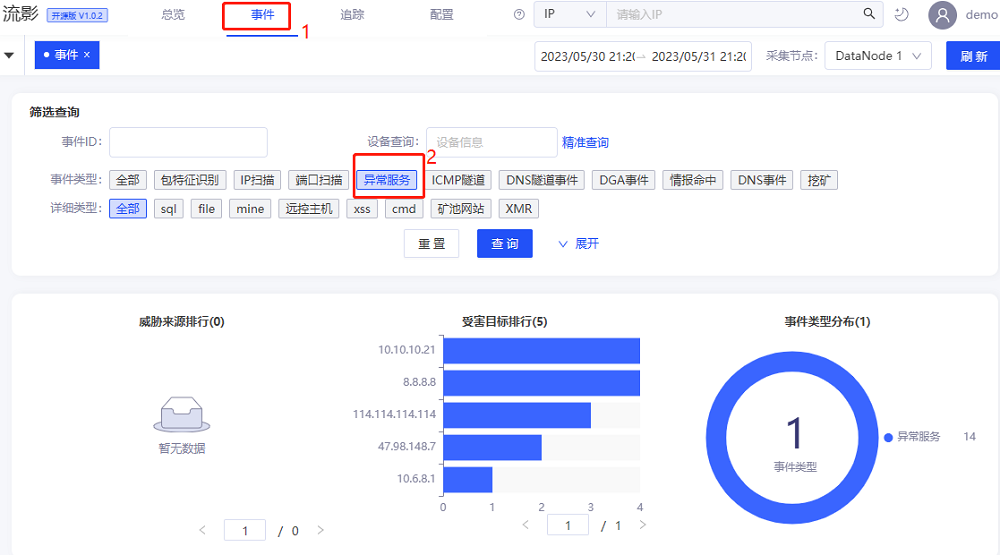 流影 开源版 V1.0.2 总览 事件 追踪 配置 IP 请输入IP demo
1
事件 × 2023/05/30 21:20 2023/05/31 21:20 采集节点: DataNode 1 刷新
筛选查询
事件ID: 设备查询: 设备信息 精准查询
2
事件类型: 全部 包特征识别 IP扫描 端口扫描 异常服务 ICMP隧道 DNS隧道事件 DGA事件 情报命中 DNS事件 挖矿
详细类型: 全部 sql file mine 远控主机 xss cmd 矿池网站 XMR
重置 查询 展开
威胁来源排行(0) 受害目标排行(5) 事件类型分布(1)
10.10.10.21
8.8.8.8
114.114.114.114
47.98.148.7
10.6.8.1
0 1 2 3 4
暂无数据
1 事件类型
异常服务 14
< 1 / 0 >
< 1 / 1 >